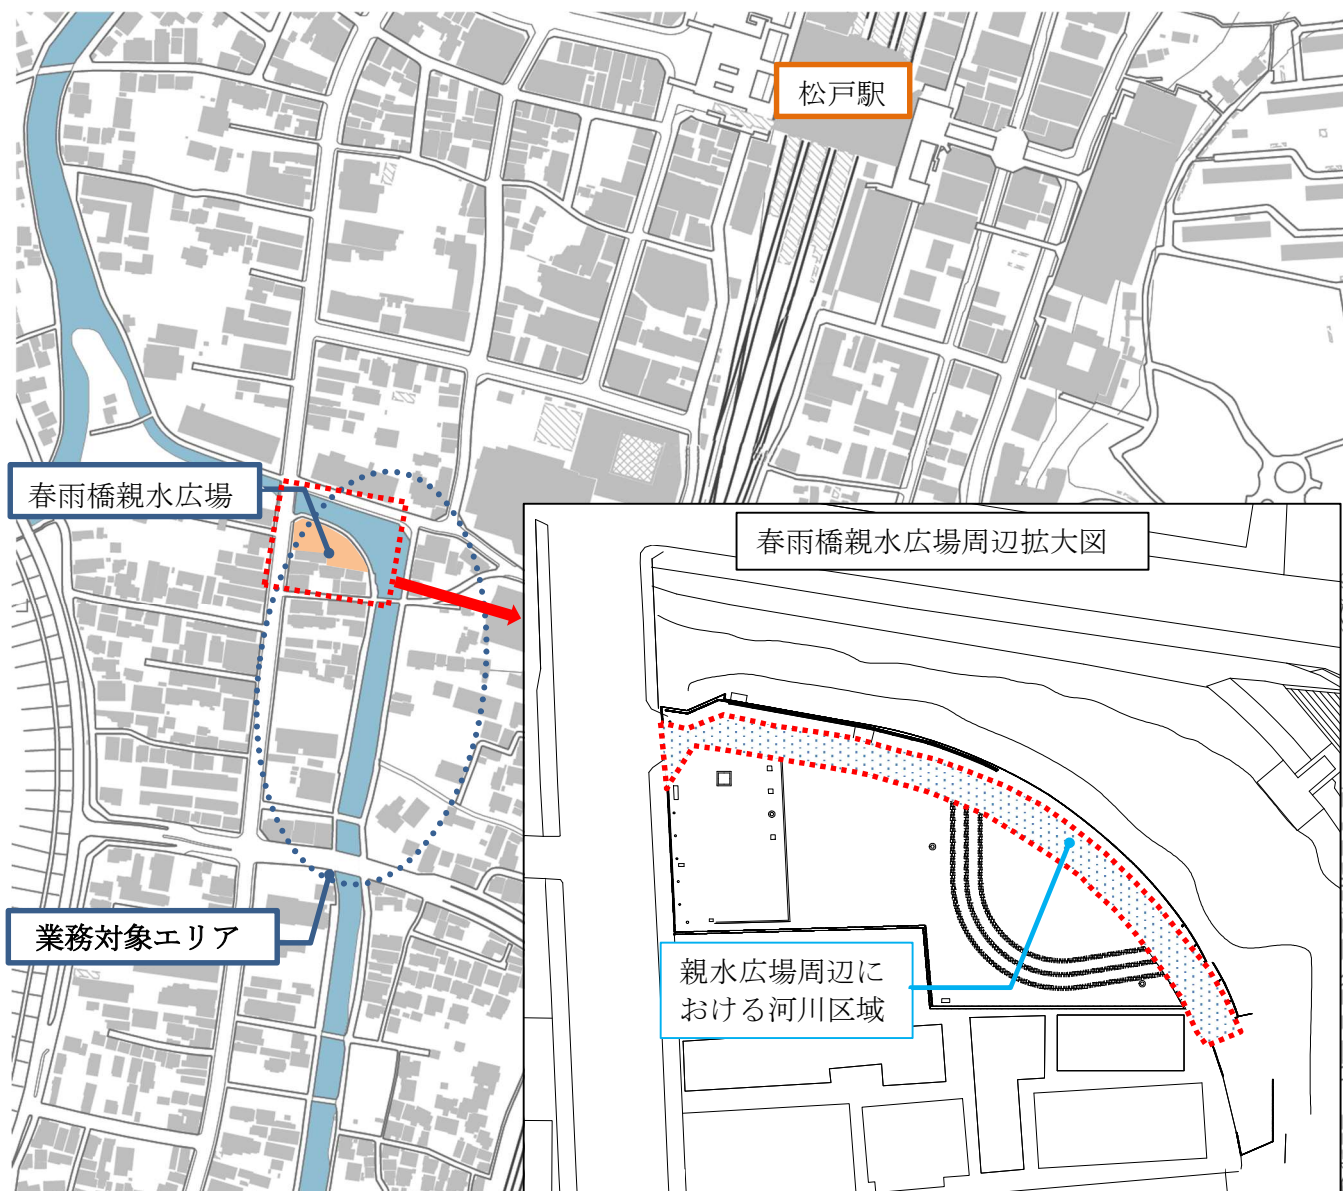 松戸駅
春雨橋親水広場
春雨橋親水広場周辺拡大図
業務対象エリア
親水広場周辺に
おける河川区域